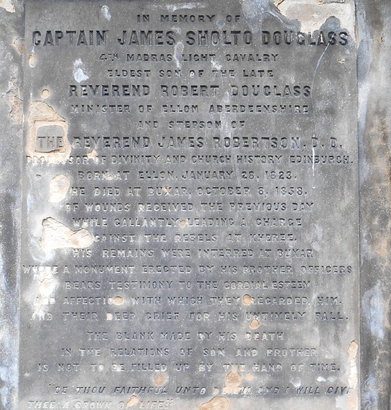 IN MEMORY OF
CAPTAIN JAMES SHOLTO DOUGLASS
4TH MADRAS LIGHT CAVALRY
ELDEST SON OF THE LATE
REVEREND ROBERT DOUGLASS
MINISTER OF ELLON ABERDEENSHIRE
AND STEPSON OF
THE REVEREND JAMES ROBERTSON. D.D.
PROFESSOR OF DIVINITY AND CHURCH HISTORY EDINBURGH.
BORN AT ELLON, JANUARY 28, 1823.
HE DIED AT BUXAR, OCTOBER 8, 1858.
OF WOUNDS RECEIVED THE PREVIOUS DAY
WHILE GALLANTLY LEADING A CHARGE
AGAINST THE REBELS AT
HIS REMAINS WERE INTERRED AT BUXAR
WHERE A MONUMENT ERECTED BY HIS BROTHER OFFICERS
BEARS TESTIMONY TO THE CORDIAL ESTEEM
AND AFFECTION WITH WHICH THEY REGARDED HIM,
AND THEIR DEEP GRIEF FOR HIS UNTIMELY FALL.
THE BLANK MADE BY HIS DEATH
IN THE RELATIONS OF SON AND BROTHER
IS NOT TO BE FILLED UP BY THE HAND OF TIME.
"BE THOU FAITHFUL UNTO DEATH AND I WILL GIVE
THEE A CROWN OF LIFE"